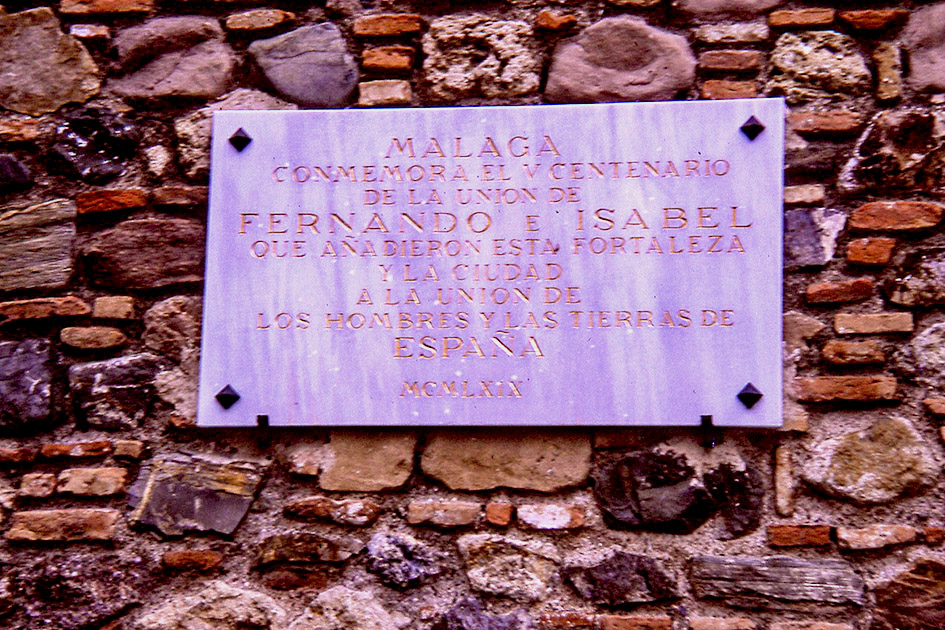 MALAGA
CONMEMORA EL V CENTENARIO
DE LA UNION DE
FERNANDO E ISABEL
QUE AÑADIERON ESTA FORTALEZA
Y LA CIUDAD
A LA UNION DE
LOS HOMBRES Y LAS TIERRAS DE
ESPAÑA
MCMLXIX